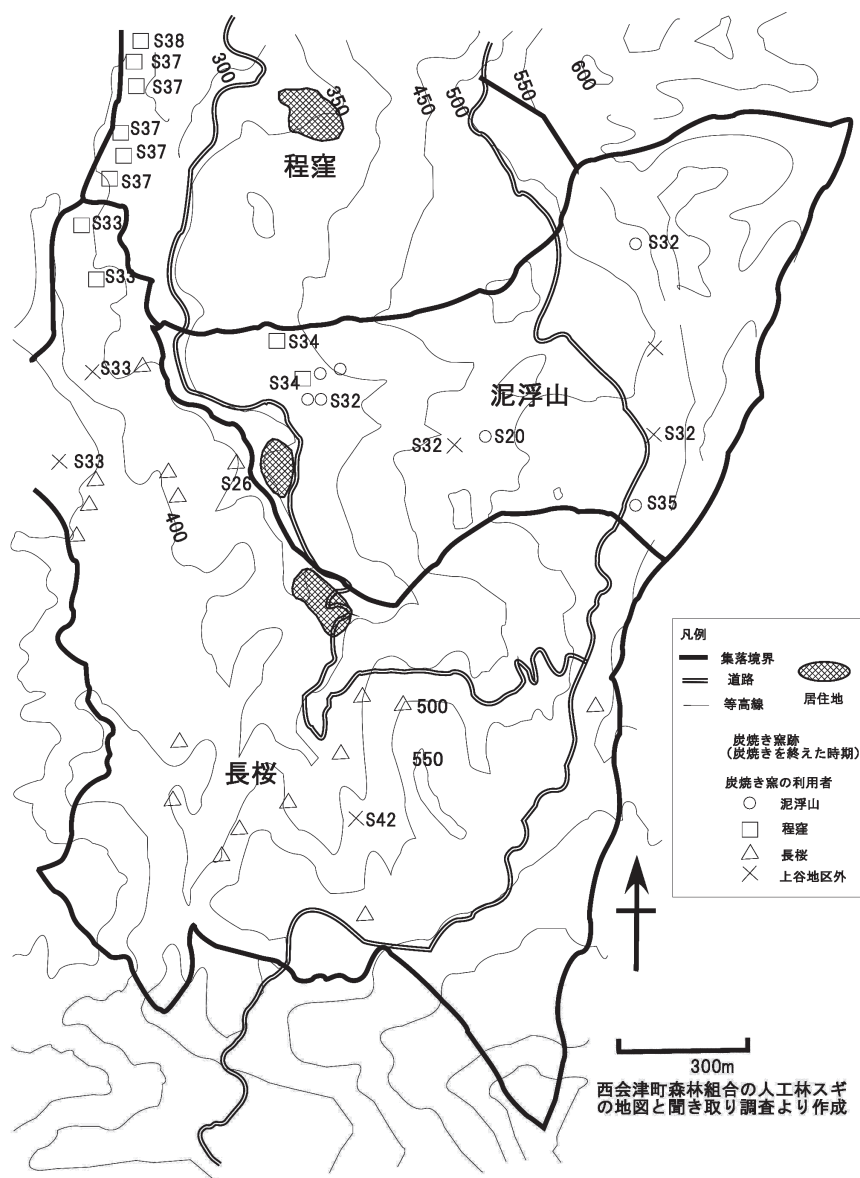 S38
S37
S37
300
350
450
500
550
600
S37
S37
S37
程窪
S33
S32
S33
S34
S33
S34
S32
泥浮山
S32
S20
S32
S33
S26
S35
400
500
550
長桜
S42
凡例
集落境界
道路
等高線
居住地
炭焼き窯跡
(炭焼きを終えた時期)
炭焼き窯の利用者
泥浮山
程窪
長桜
上谷地区外
300m
西会津町森林組合の人工林スギ
の地図と聞き取り調査より作成